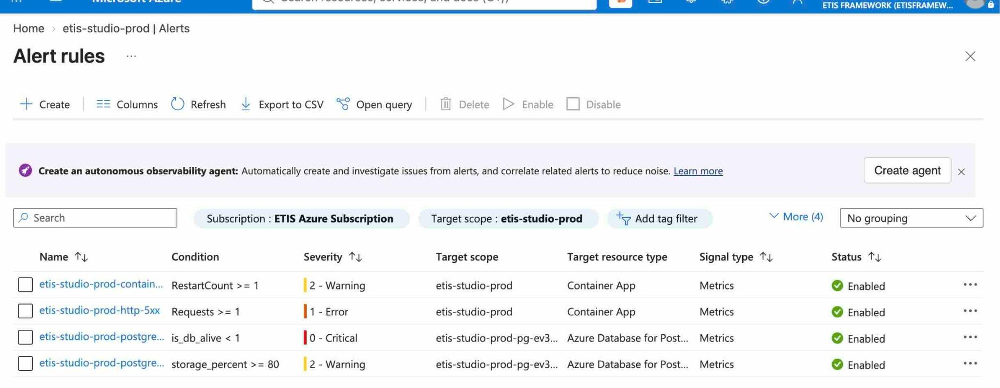 Microsoft Azure
ETIS FRAMEWORK (ETISFRAMEW...
Home > etis-studio-prod | Alerts
Alert rules ...
Create
Columns
Refresh
Export to CSV
Open query
Delete
Enable
Disable
Create an autonomous observability agent: Automatically create and investigate issues from alerts, and correlate related alerts to reduce noise. Learn more
Create agent
Search
Subscription : ETIS Azure Subscription
Target scope : etis-studio-prod
Add tag filter
More (4)
No grouping
Name Condition Severity Target scope Target resource type Signal type Status
etis-studio-prod-contain... RestartCount >= 1 2 - Warning etis-studio-prod Container App Metrics Enabled
etis-studio-prod-http-5xx Requests >= 1 1 - Error etis-studio-prod Container App Metrics Enabled
etis-studio-prod-postgre... is_db_alive < 1 0 - Critical etis-studio-prod-pg-ev3... Azure Database for Post... Metrics Enabled
etis-studio-prod-postgre... storage_percent >= 80 2 - Warning etis-studio-prod-pg-ev3... Azure Database for Post... Metrics Enabled